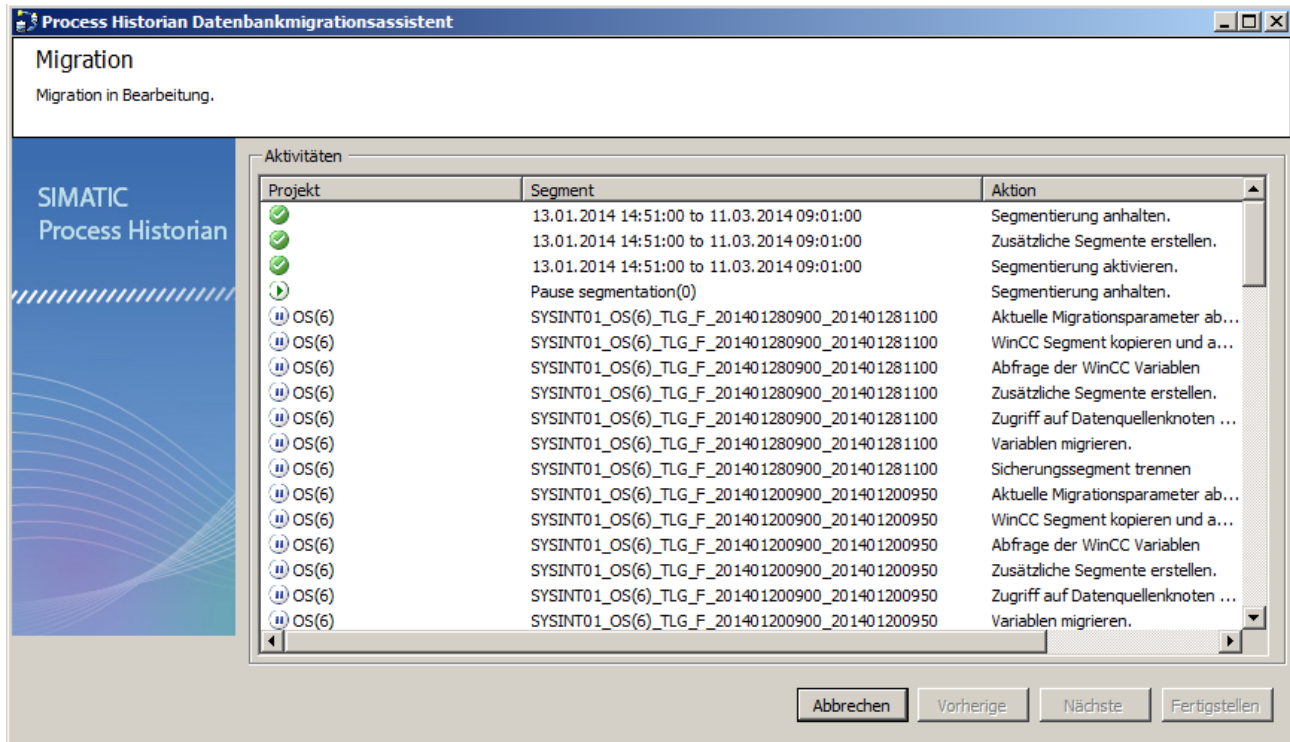 Process Historian Datenbankmigrationsassistent
Migration
Migration in Bearbeitung.
SIMATIC
Process Historian
Aktivitäten
Projekt Segment Aktion
13.01.2014 14:51:00 to 11.03.2014 09:01:00 Segmentierung anhalten.
13.01.2014 14:51:00 to 11.03.2014 09:01:00 Zusätzliche Segmente erstellen.
13.01.2014 14:51:00 to 11.03.2014 09:01:00 Segmentierung aktivieren.
Pause segmentation(0) Segmentierung anhalten.
OS(6) SYSINT01_OS(6)_TLG_F_201401280900_201401281100 Aktuelle Migrationsparameter ab...
OS(6) SYSINT01_OS(6)_TLG_F_201401280900_201401281100 WinCC Segment kopieren und a...
OS(6) SYSINT01_OS(6)_TLG_F_201401280900_201401281100 Abfrage der WinCC Variablen
OS(6) SYSINT01_OS(6)_TLG_F_201401280900_201401281100 Zusätzliche Segmente erstellen.
OS(6) SYSINT01_OS(6)_TLG_F_201401280900_201401281100 Zugriff auf Datenquellenknoten ...
OS(6) SYSINT01_OS(6)_TLG_F_201401280900_201401281100 Variablen migrieren.
OS(6) SYSINT01_OS(6)_TLG_F_201401280900_201401281100 Sicherungssegment trennen
OS(6) SYSINT01_OS(6)_TLG_F_201401200900_201401200950 Aktuelle Migrationsparameter ab...
OS(6) SYSINT01_OS(6)_TLG_F_201401200900_201401200950 WinCC Segment kopieren und a...
OS(6) SYSINT01_OS(6)_TLG_F_201401200900_201401200950 Abfrage der WinCC Variablen
OS(6) SYSINT01_OS(6)_TLG_F_201401200900_201401200950 Zusätzliche Segmente erstellen.
OS(6) SYSINT01_OS(6)_TLG_F_201401200900_201401200950 Zugriff auf Datenquellenknoten ...
OS(6) SYSINT01_OS(6)_TLG_F_201401200900_201401200950 Variablen migrieren.
Abbrechen Vorherige Nächste Fertigstellen